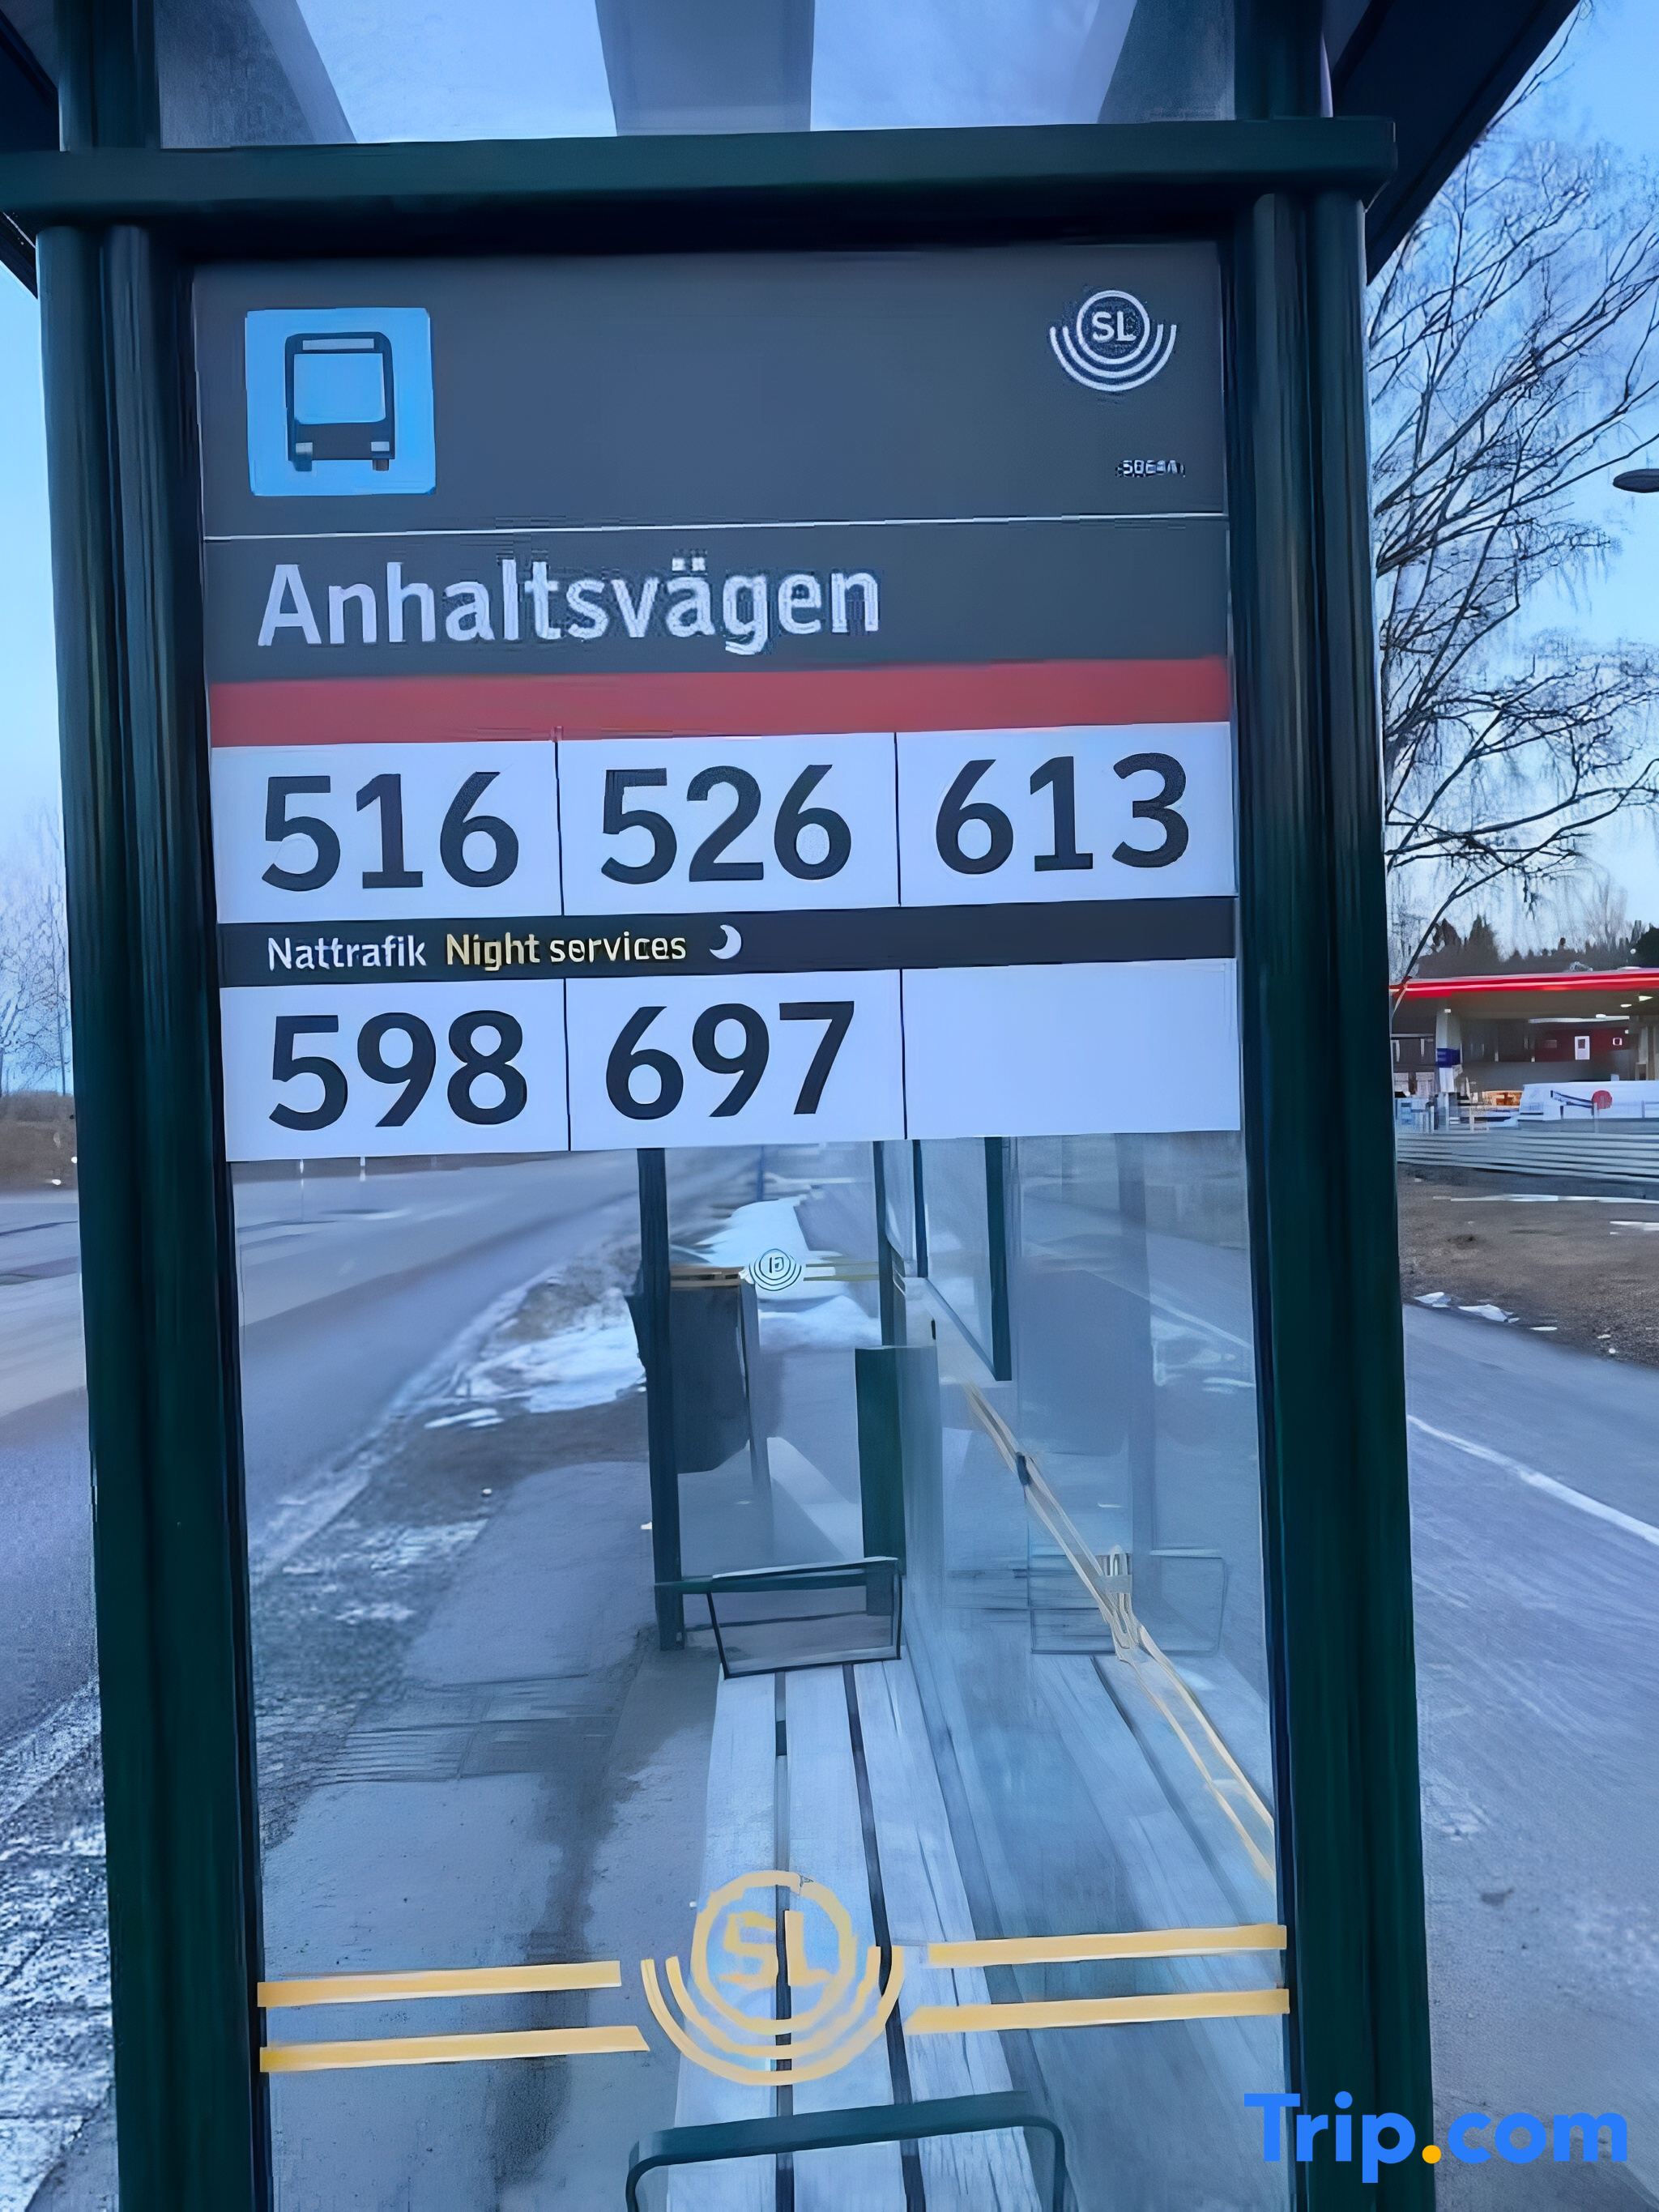 SL
Anhaltsvägen
516 526 613
Nattrafik Night services
598 697
SL
Trip.com